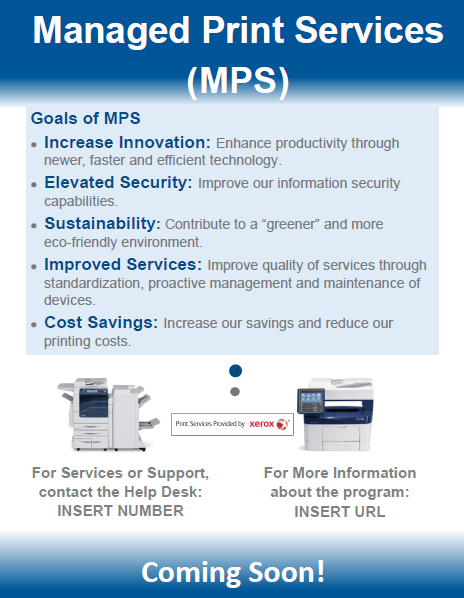 Managed Print Services
(MPS)
Goals of MPS
• Increase Innovation: Enhance productivity through
newer, faster and efficient technology.
• Elevated Security: Improve our information security
capabilities.
• Sustainability: Contribute to a “greener” and more
eco-friendly environment.
• Improved Services: Improve quality of services through
standardization, proactive management and maintenance of
devices.
• Cost Savings: Increase our savings and reduce our
printing costs.
Print Services Provided by xerox
For Services or Support,
contact the Help Desk:
INSERT NUMBER
For More Information
about the program:
INSERT URL
Coming Soon!